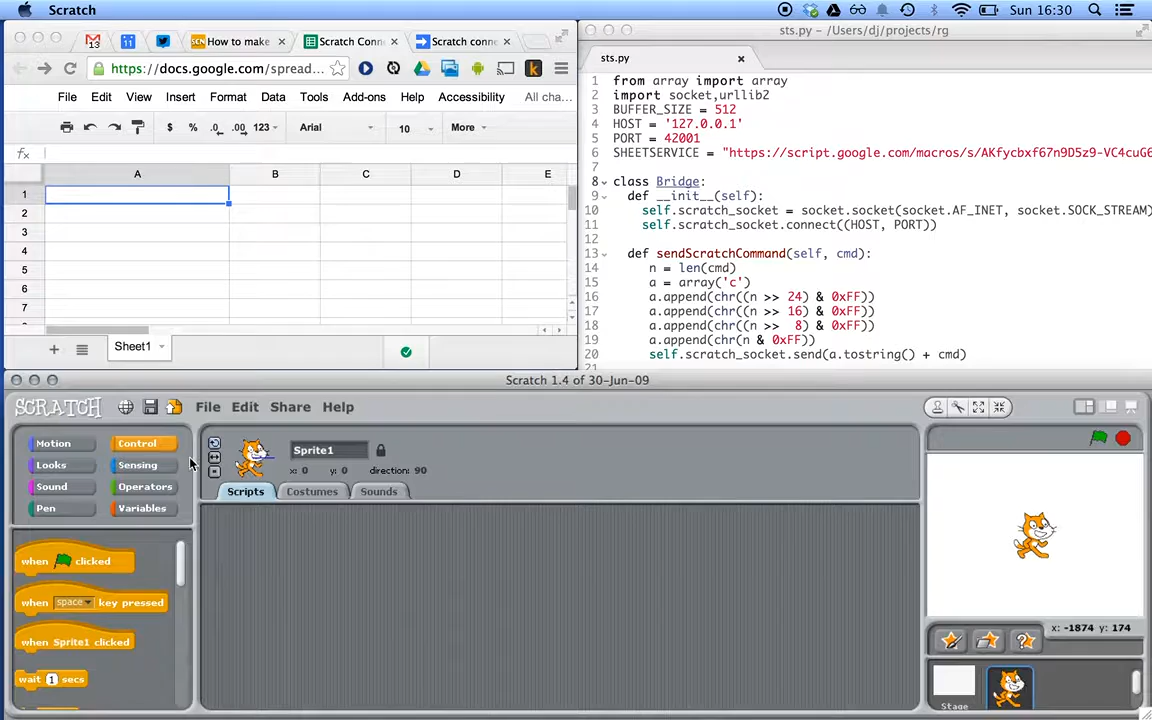 Scratch
Sun 16:30
13
11
How to make
Scratch Conn
Scratch conne
https://docs.google.com/spread...
File Edit View Insert Format Data Tools Add-ons Help Accessibility All cha...
$ % .0 .00 123 Arial 10 More
fx
A B C D E
1
2
3
4
5
6
7
Sheet1
sts.py – /Users/dj/projects/rg
sts.py
1 from array import array
2 import socket,urllib2
3 BUFFER_SIZE = 512
4 HOST = '127.0.0.1'
5 PORT = 42001
6 SHEETSERVICE = "https://script.google.com/macros/s/AKfycbxf67n9D5z9-VC4cuG6
7
8 class Bridge:
9 def __init__(self):
10 self.scratch_socket = socket.socket(socket.AF_INET, socket.SOCK_STREAM)
11 self.scratch_socket.connect((HOST, PORT))
12
13 def sendScratchCommand(self, cmd):
14 n = len(cmd)
15 a = array('c')
16 a.append(chr((n >> 24) & 0xFF))
17 a.append(chr((n >> 16) & 0xFF))
18 a.append(chr((n >> 8) & 0xFF))
19 a.append(chr(n & 0xFF))
20 self.scratch_socket.send(a.tostring() + cmd)
Scratch 1.4 of 30-Jun-09
SCRATCH File Edit Share Help
Motion Control
Looks Sensing
Sound Operators
Pen Variables
when clicked
when space key pressed
when Sprite1 clicked
wait 1 secs
Sprite1
x: 0 y: 0 direction: 90
Scripts Costumes Sounds
x: -1874 y: 174
Stage